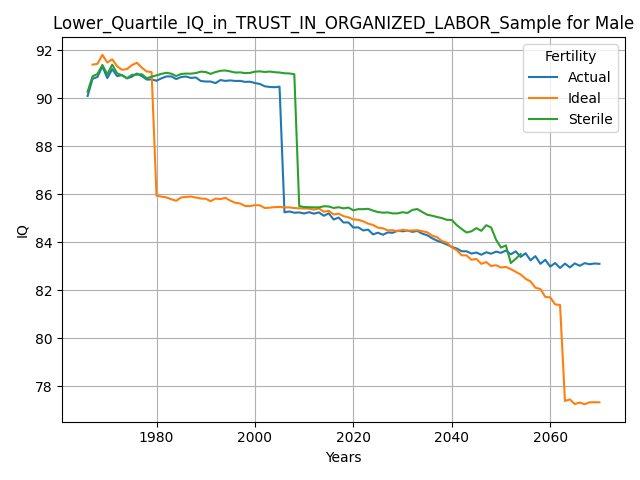 Lower_Quartile_IQ_in_TRUST_IN_ORGANIZED_LABOR_Sample for Male
Fertility
Actual
Ideal
Sterile
IQ
92
90
88
86
84
82
80
78
1980
2000
2020
2040
2060
Years